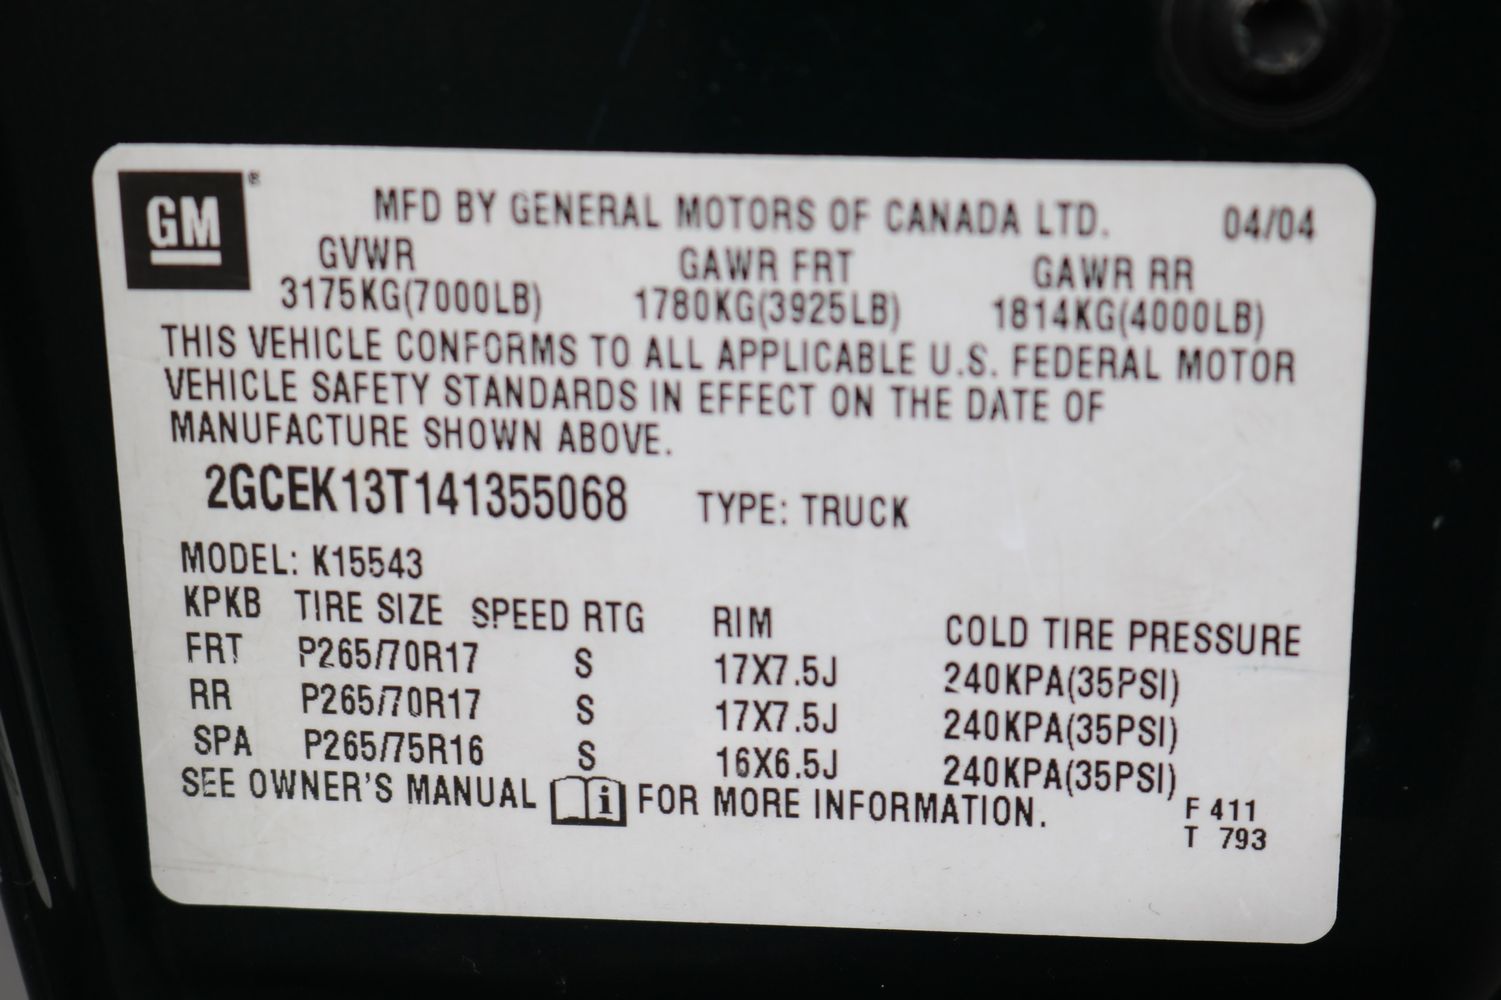 GM ®
MFD BY GENERAL MOTORS OF CANADA LTD. 04/04
GVWR GAWR FRT GAWR RR
3175KG(7000LB) 1780KG(3925LB) 1814KG(4000LB)
THIS VEHICLE CONFORMS TO ALL APPLICABLE U.S. FEDERAL MOTOR
VEHICLE SAFETY STANDARDS IN EFFECT ON THE DATE OF
MANUFACTURE SHOWN ABOVE.
2GCEK13T141355068 TYPE: TRUCK
MODEL: K15543
KPKB TIRE SIZE SPEED RTG RIM COLD TIRE PRESSURE
FRT P265/70R17 S 17X7.5J 240KPA(35PSI)
RR P265/70R17 S 17X7.5J 240KPA(35PSI)
SPA P265/75R16 S 16X6.5J 240KPA(35PSI)
SEE OWNER'S MANUAL i FOR MORE INFORMATION.
F 411
T 793